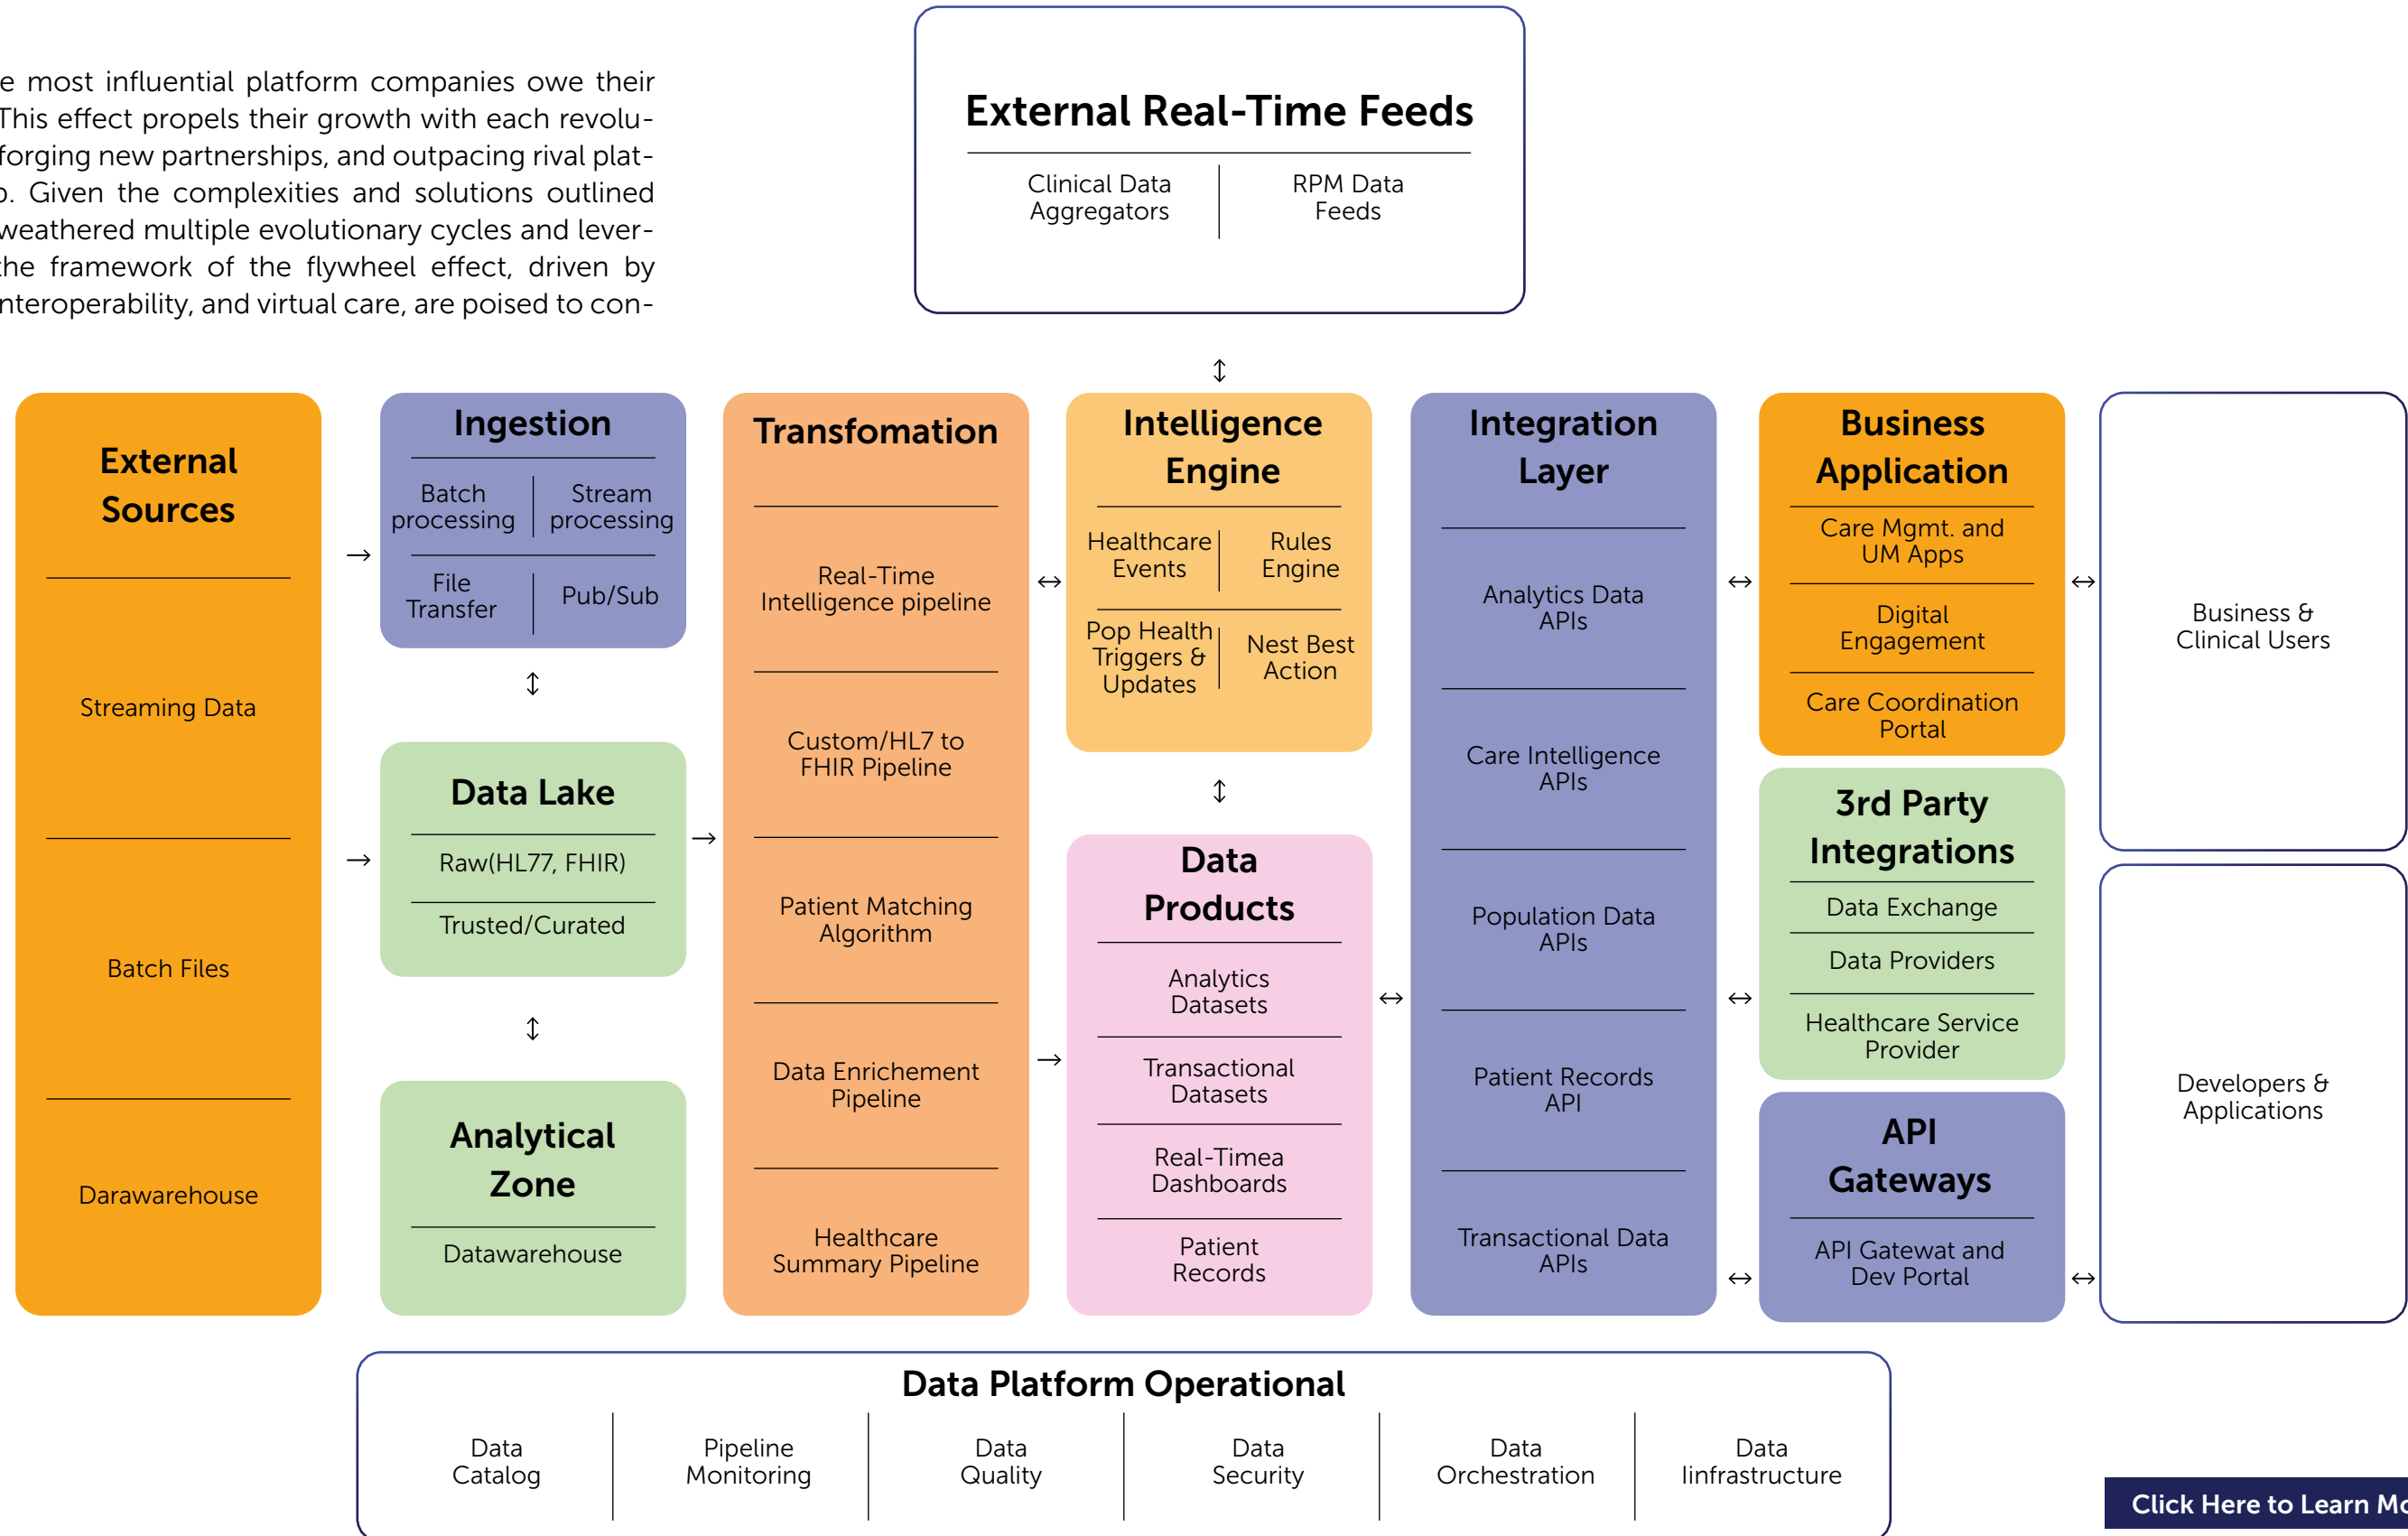 e most influential platform companies owe their
This effect propels their growth with each revolu-
forging new partnerships, and outpacing rival plat-
. Given the complexities and solutions outlined
weathered multiple evolutionary cycles and lever-
the framework of the flywheel effect, driven by
nteroperability, and virtual care, are poised to con-
External Real-Time Feeds
Clinical Data
Aggregators
RPM Data
Feeds
External
Sources
Streaming Data
Batch Files
Darawarehouse
Ingestion
Batch
processing
Stream
processing
File
Transfer
Pub/Sub
Data Lake
Raw(HL77, FHIR)
Trusted/Curated
Analytical
Zone
Datawarehouse
Transfomation
Real-Time
Intelligence pipeline
Custom/HL7 to
FHIR Pipeline
Patient Matching
Algorithm
Data Enrichement
Pipeline
Healthcare
Summary Pipeline
Intelligence
Engine
Healthcare
Events
Rules
Engine
Pop Health
Triggers &
Updates
Nest Best
Action
Data
Products
Analytics
Datasets
Transactional
Datasets
Real-Timea
Dashboards
Patient
Records
Integration
Layer
Analytics Data
APIs
Care Intelligence
APIs
Population Data
APIs
Patient Records
API
Transactional Data
APIs
Business
Application
Care Mgmt. and
UM Apps
Digital
Engagement
Care Coordination
Portal
3rd Party
Integrations
Data Exchange
Data Providers
Healthcare Service
Provider
API
Gateways
API Gatewat and
Dev Portal
Business &
Clinical Users
Developers &
Applications
Data Platform Operational
Data
Catalog
Pipeline
Monitoring
Data
Quality
Data
Security
Data
Orchestration
Data
Iinfrastructure
Click Here to Learn Mo